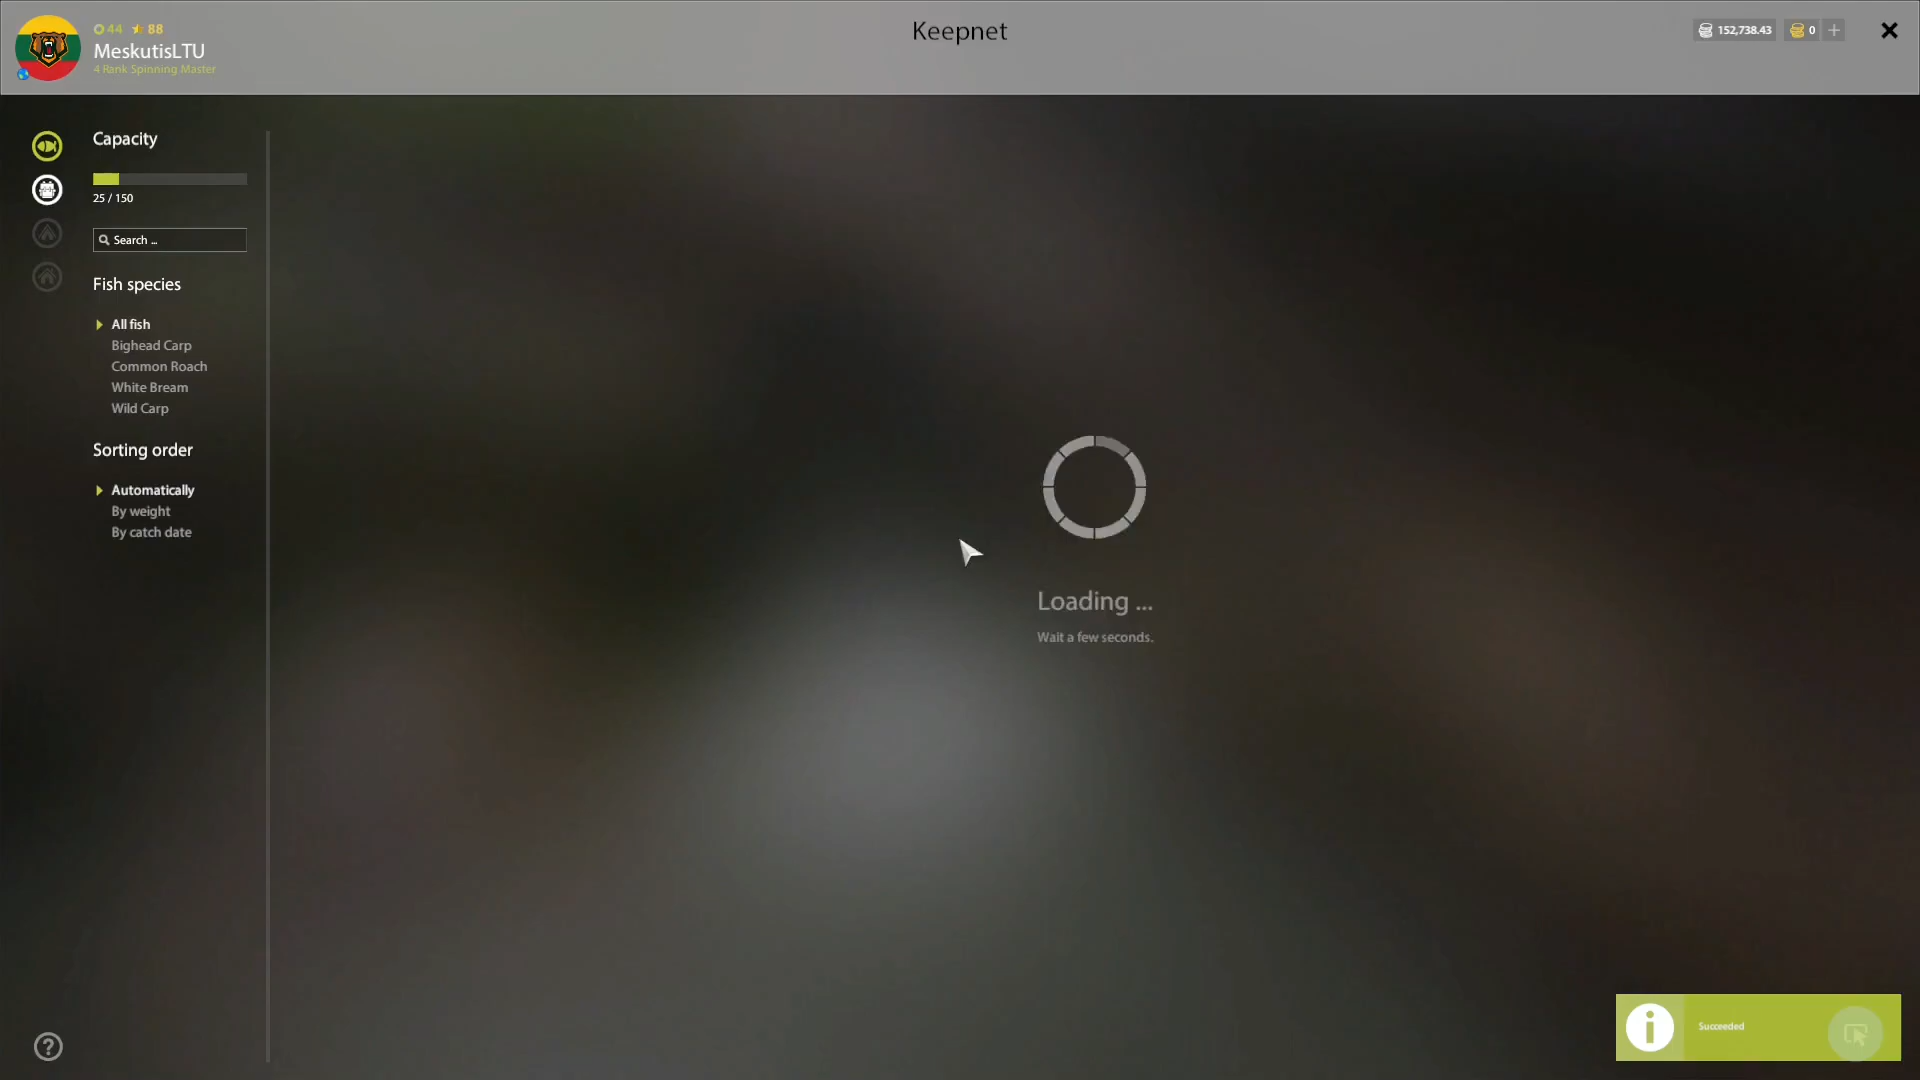 44 88
MeskutisLTU
4 Rank Spinning Master
Keepnet
152,738.43
0
Capacity
25 / 150
Search ...
Fish species
All fish
Bighead Carp
Common Roach
White Bream
Wild Carp
Sorting order
Automatically
By weight
By catch date
Loading ...
Wait a few seconds.
Succeeded